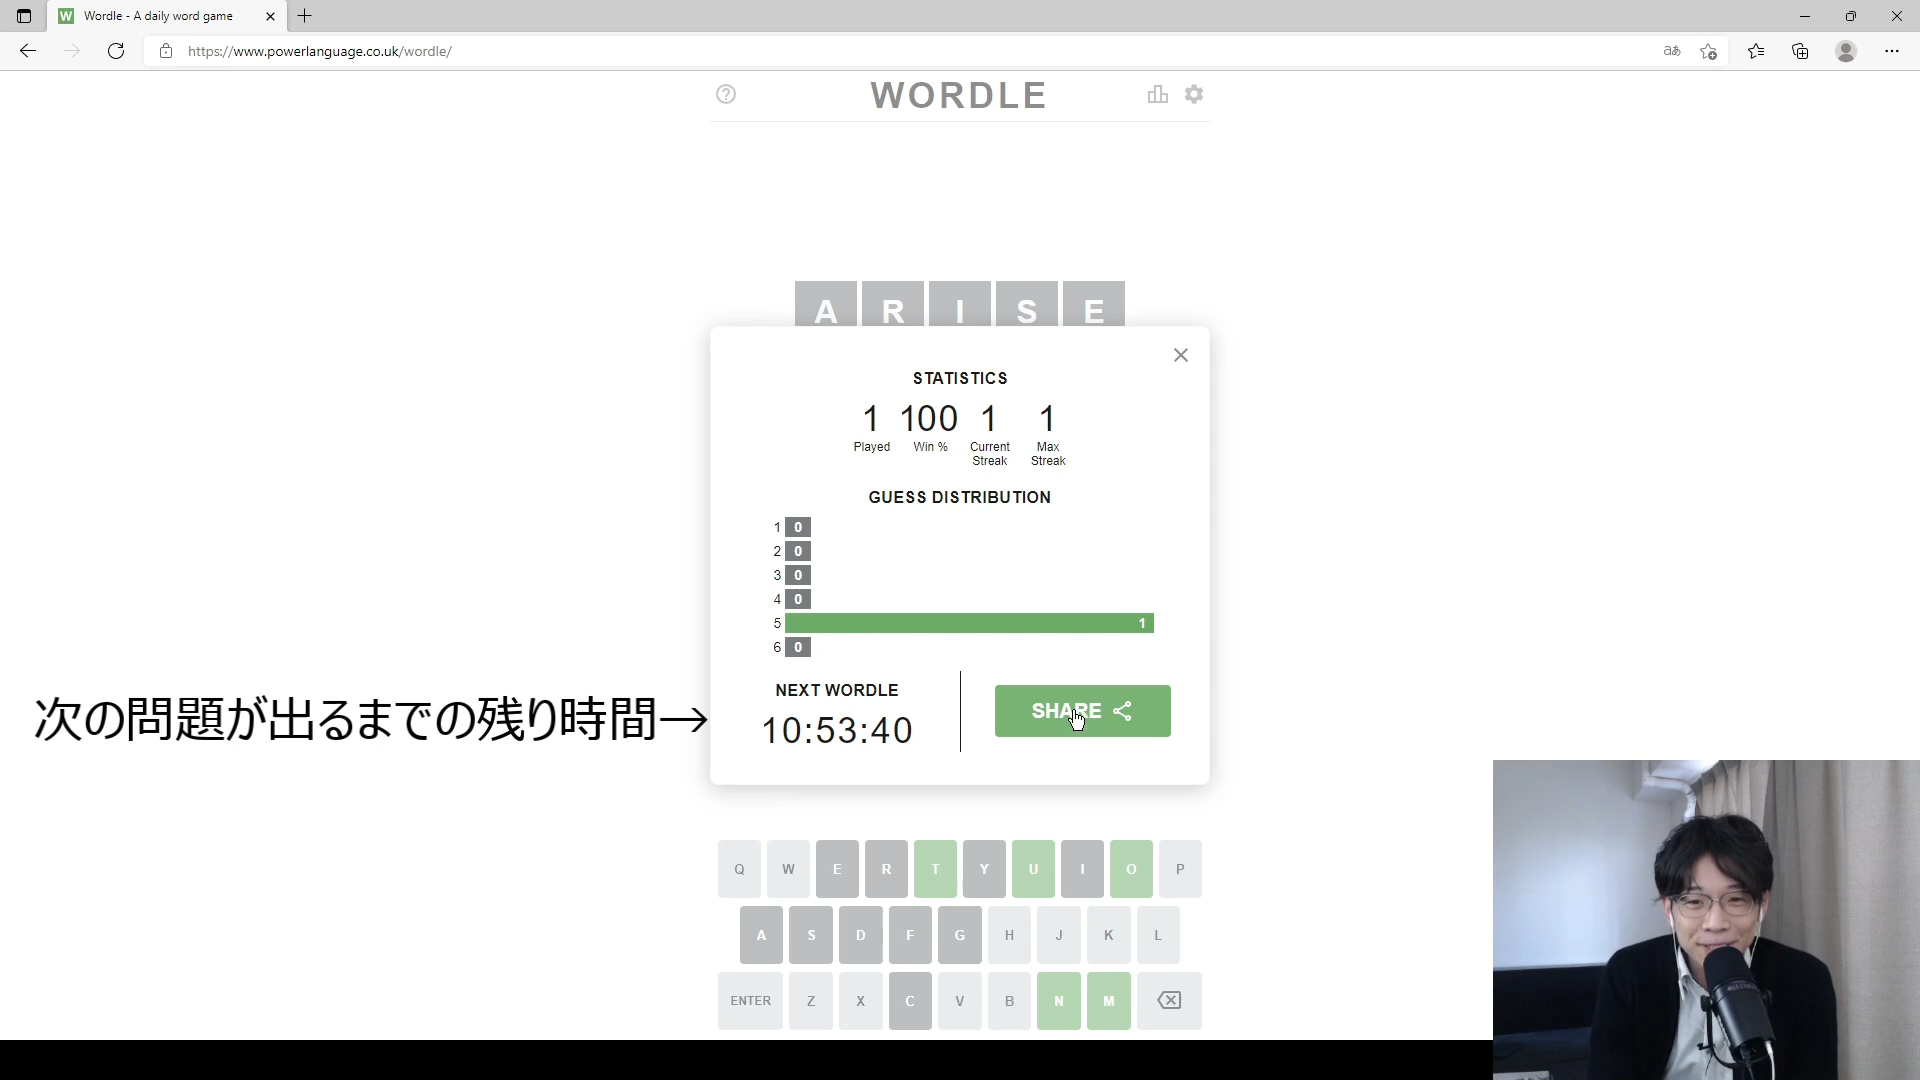 Wordle - A daily word game
https://www.powerlanguage.co.uk/wordle/
aあ
WORDLE
A R I S E
STATISTICS
1 100 1 1
Played Win % Current Streak Max Streak
GUESS DISTRIBUTION
1 0
2 0
3 0
4 0
5 1
6 0
NEXT WORDLE
10:53:40
SHARE
次の問題が出るまでの残り時間→
Q W E R T Y U I O P
A S D F G H J K L
ENTER Z X C V B N M